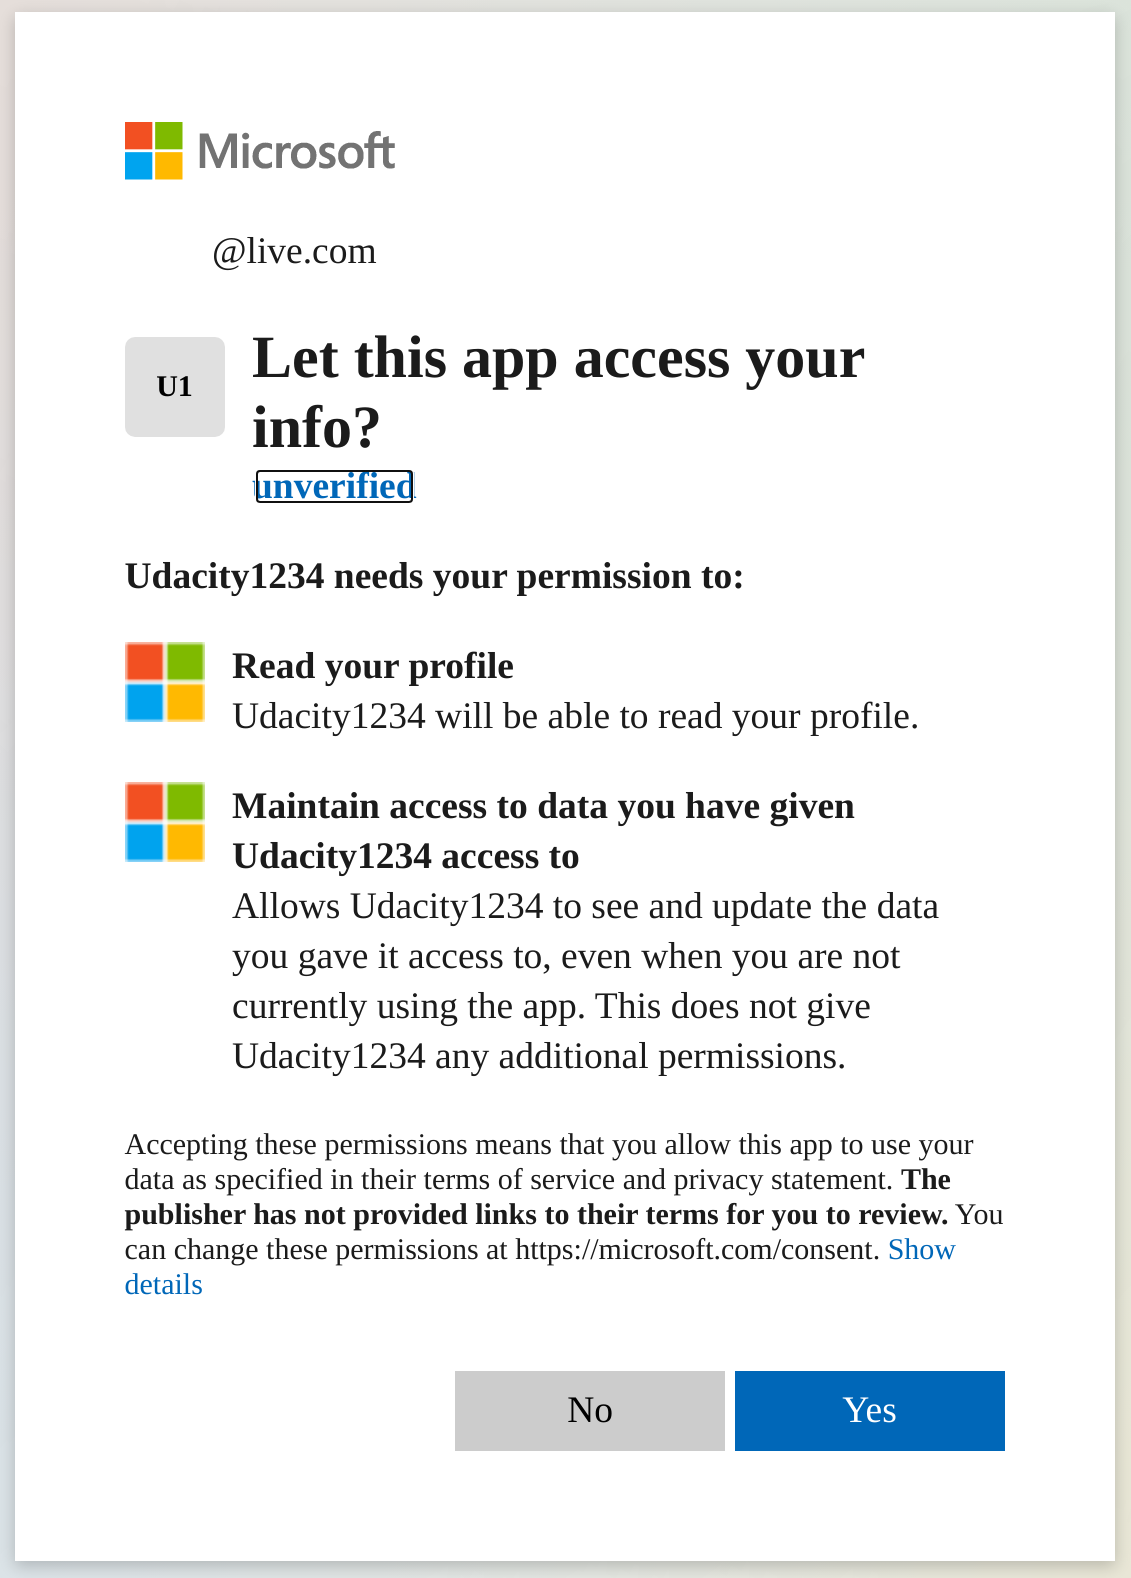 Microsoft
@live.com
U1
Let this app access your
info?
unverified
Udacity1234 needs your permission to:
Read your profile
Udacity1234 will be able to read your profile.
Maintain access to data you have given
Udacity1234 access to
Allows Udacity1234 to see and update the data
you gave it access to, even when you are not
currently using the app. This does not give
Udacity1234 any additional permissions.
Accepting these permissions means that you allow this app to use your
data as specified in their terms of service and privacy statement. The
publisher has not provided links to their terms for you to review. You
can change these permissions at https://microsoft.com/consent. Show
details
No
Yes